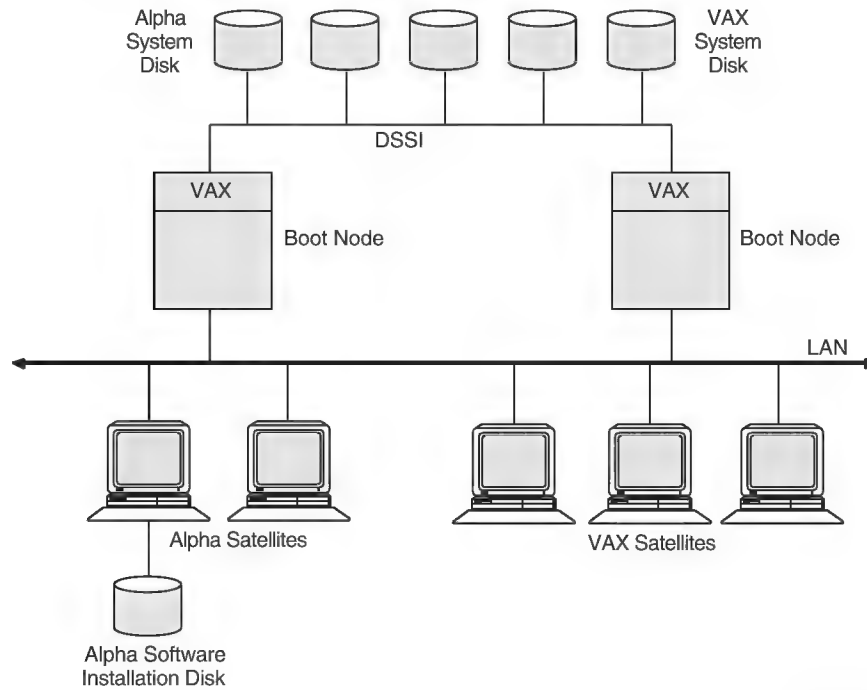 Alpha
System
Disk
VAX
System
Disk
DSSI
VAX
VAX
Boot Node
Boot Node
LAN
Alpha Satellites
VAX Satellites
Alpha Software
Installation Disk